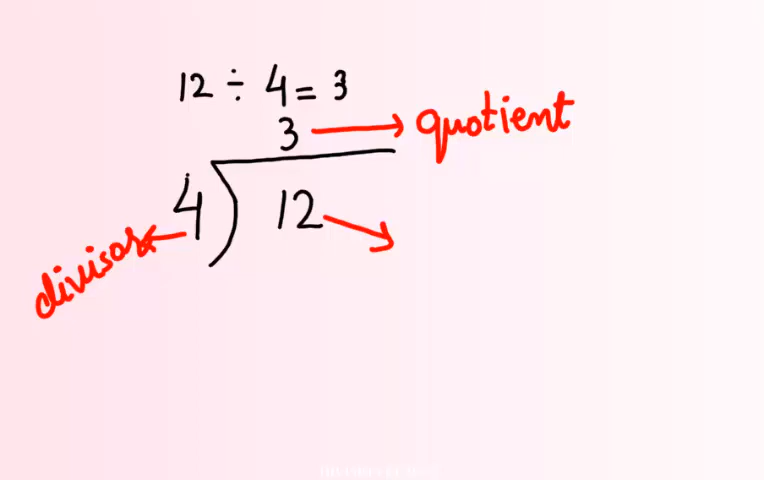 12 ÷ 4 = 3
3 quotient
4 12
divisor